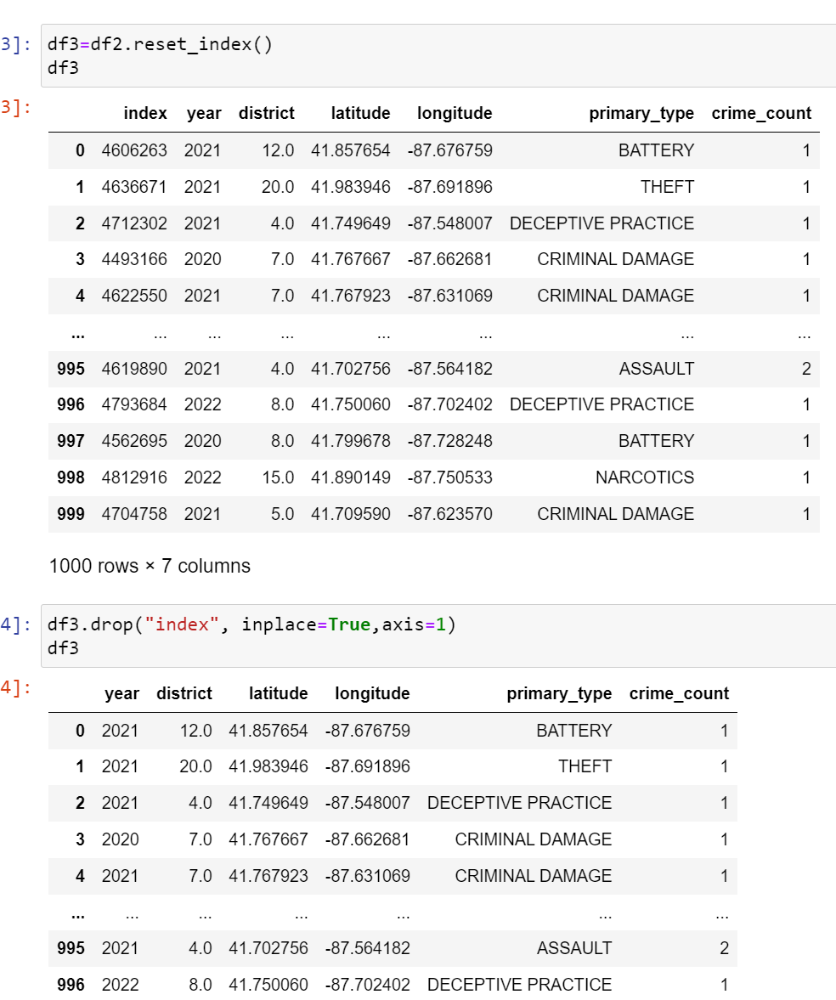 3]:
df3=df2.reset_index()
df3
3]:
index year district latitude longitude primary_type crime_count
0 4606263 2021 12.0 41.857654 -87.676759 BATTERY 1
1 4636671 2021 20.0 41.983946 -87.691896 THEFT 1
2 4712302 2021 4.0 41.749649 -87.548007 DECEPTIVE PRACTICE 1
3 4493166 2020 7.0 41.767667 -87.662681 CRIMINAL DAMAGE 1
4 4622550 2021 7.0 41.767923 -87.631069 CRIMINAL DAMAGE 1
... ... ... ... ... ... ... ...
995 4619890 2021 4.0 41.702756 -87.564182 ASSAULT 2
996 4793684 2022 8.0 41.750060 -87.702402 DECEPTIVE PRACTICE 1
997 4562695 2020 8.0 41.799678 -87.728248 BATTERY 1
998 4812916 2022 15.0 41.890149 -87.750533 NARCOTICS 1
999 4704758 2021 5.0 41.709590 -87.623570 CRIMINAL DAMAGE 1
1000 rows × 7 columns
4]:
df3.drop("index", inplace=True,axis=1)
df3
4]:
year district latitude longitude primary_type crime_count
0 2021 12.0 41.857654 -87.676759 BATTERY 1
1 2021 20.0 41.983946 -87.691896 THEFT 1
2 2021 4.0 41.749649 -87.548007 DECEPTIVE PRACTICE 1
3 2020 7.0 41.767667 -87.662681 CRIMINAL DAMAGE 1
4 2021 7.0 41.767923 -87.631069 CRIMINAL DAMAGE 1
... ... ... ... ... ... ...
995 2021 4.0 41.702756 -87.564182 ASSAULT 2
996 2022 8.0 41.750060 -87.702402 DECEPTIVE PRACTICE 1